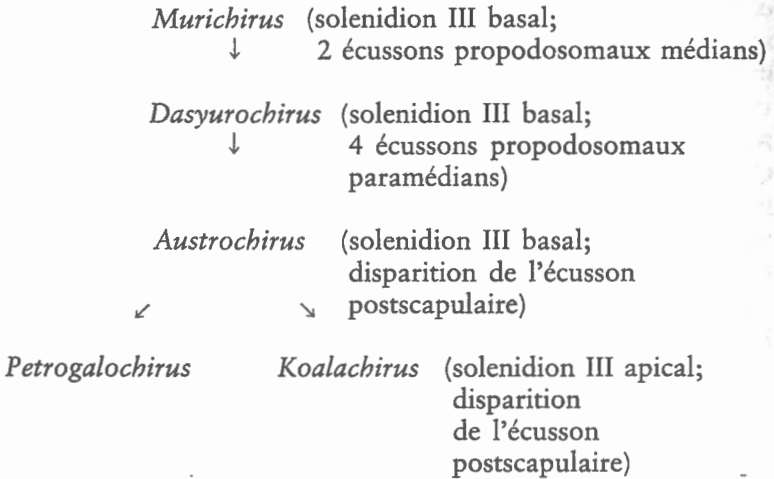 Murichirus (solenidion III basal;
↓ 2 écussons propodosomaux médians)
Dasyurochirus (solenidion III basal;
↓ 4 écussons propodosomaux
paramédians)
Austrochirus (solenidion III basal;
disparition de l'écusson
↙ ↘ postscapulaire)
Petrogalochirus Koalachirus (solenidion III apical;
disparition
de l'écusson
postscapulaire)